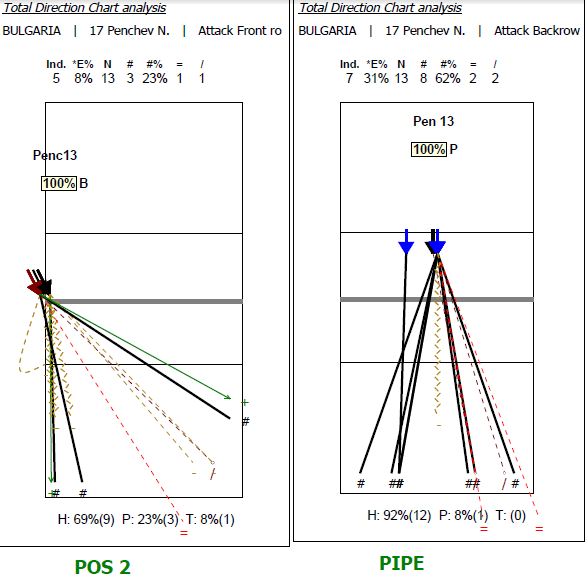 Total Direction Chart analysis
BULGARIA | 17 Penchev N. | Attack Front ro
Ind. *E% N # #% = /
5 8% 13 3 23% 1 1
Penc13
100% B
+
#
- /
+# #
H: 69%(9) P: 23%(3) T: 8%(1)
=
POS 2
Total Direction Chart analysis
BULGARIA | 17 Penchev N. | Attack Backrow
Ind. *E% N # #% = /
7 31% 13 8 62% 2 2
Pen 13
100% P
-
# ## ##/ / #
H: 92%(12) P: 8%(1) T: (0)
= =
PIPE